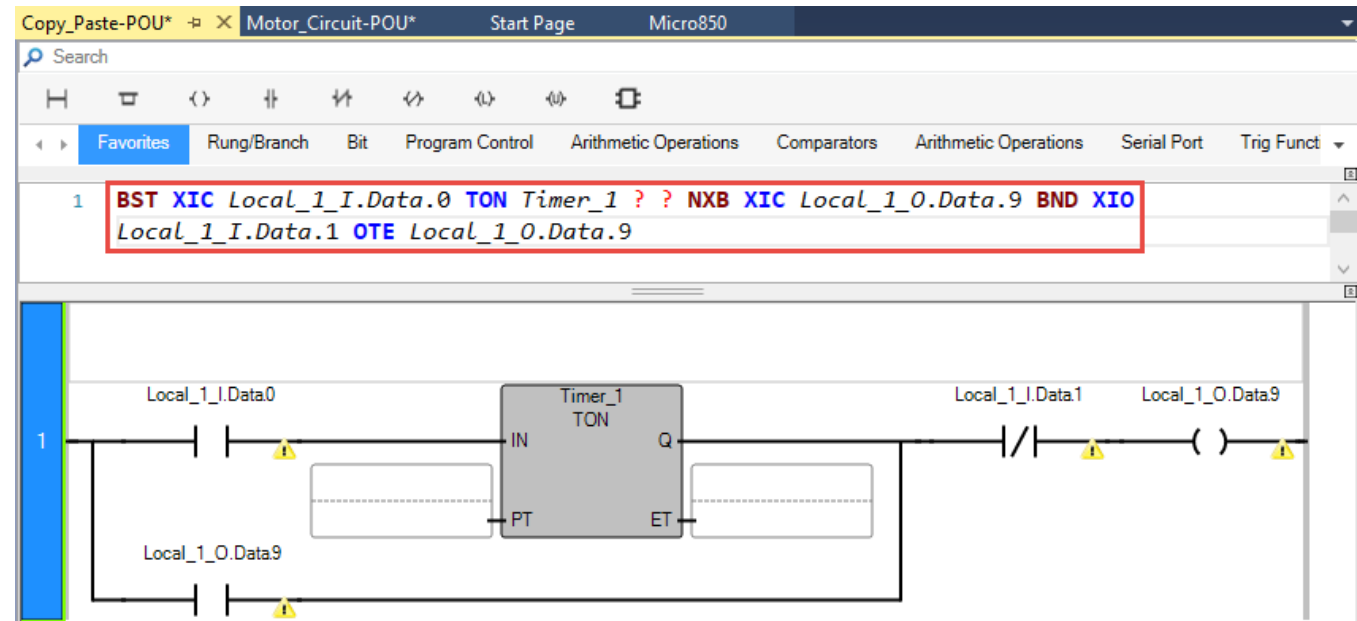 Copy_Paste-POU* Motor_Circuit-POU* Start Page Micro850
Search
Favorites Rung/Branch Bit Program Control Arithmetic Operations Comparators Arithmetic Operations Serial Port Trig Functi
1 BST XIC Local_1_I.Data.0 TON Timer_1 ? ? NXB XIC Local_1_O.Data.9 BND XIO
Local_1_I.Data.1 OTE Local_1_O.Data.9
Local_1_I.Data.0 Timer_1 Local_1_I.Data.1 Local_1_O.Data.9
TON
1 IN Q
PT ET
Local_1_O.Data.9